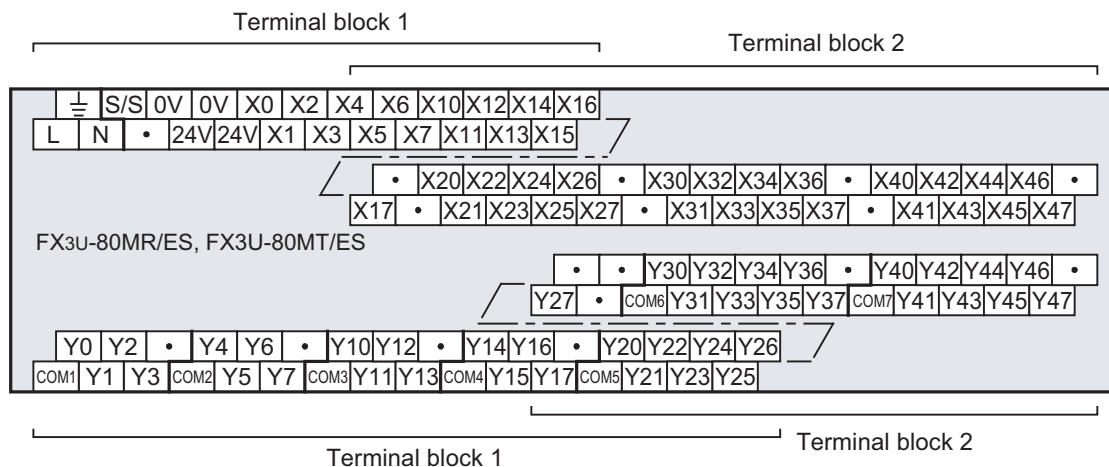 Terminal block 1
Terminal block 2
S/S 0V 0V X0 X2 X4 X6 X10 X12 X14 X16
L N • 24V 24V X1 X3 X5 X7 X11 X13 X15
• X20 X22 X24 X26 • X30 X32 X34 X36 • X40 X42 X44 X46 •
X17 • X21 X23 X25 X27 • X31 X33 X35 X37 • X41 X43 X45 X47
FX3U-80MR/ES, FX3U-80MT/ES
• • Y30 Y32 Y34 Y36 • Y40 Y42 Y44 Y46 •
Y27 • COM6 Y31 Y33 Y35 Y37 COM7 Y41 Y43 Y45 Y47
Y0 Y2 • Y4 Y6 • Y10 Y12 • Y14 Y16 • Y20 Y22 Y24 Y26
COM1 Y1 Y3 COM2 Y5 Y7 COM3 Y11 Y13 COM4 Y15 Y17 COM5 Y21 Y23 Y25
Terminal block 2
Terminal block 1